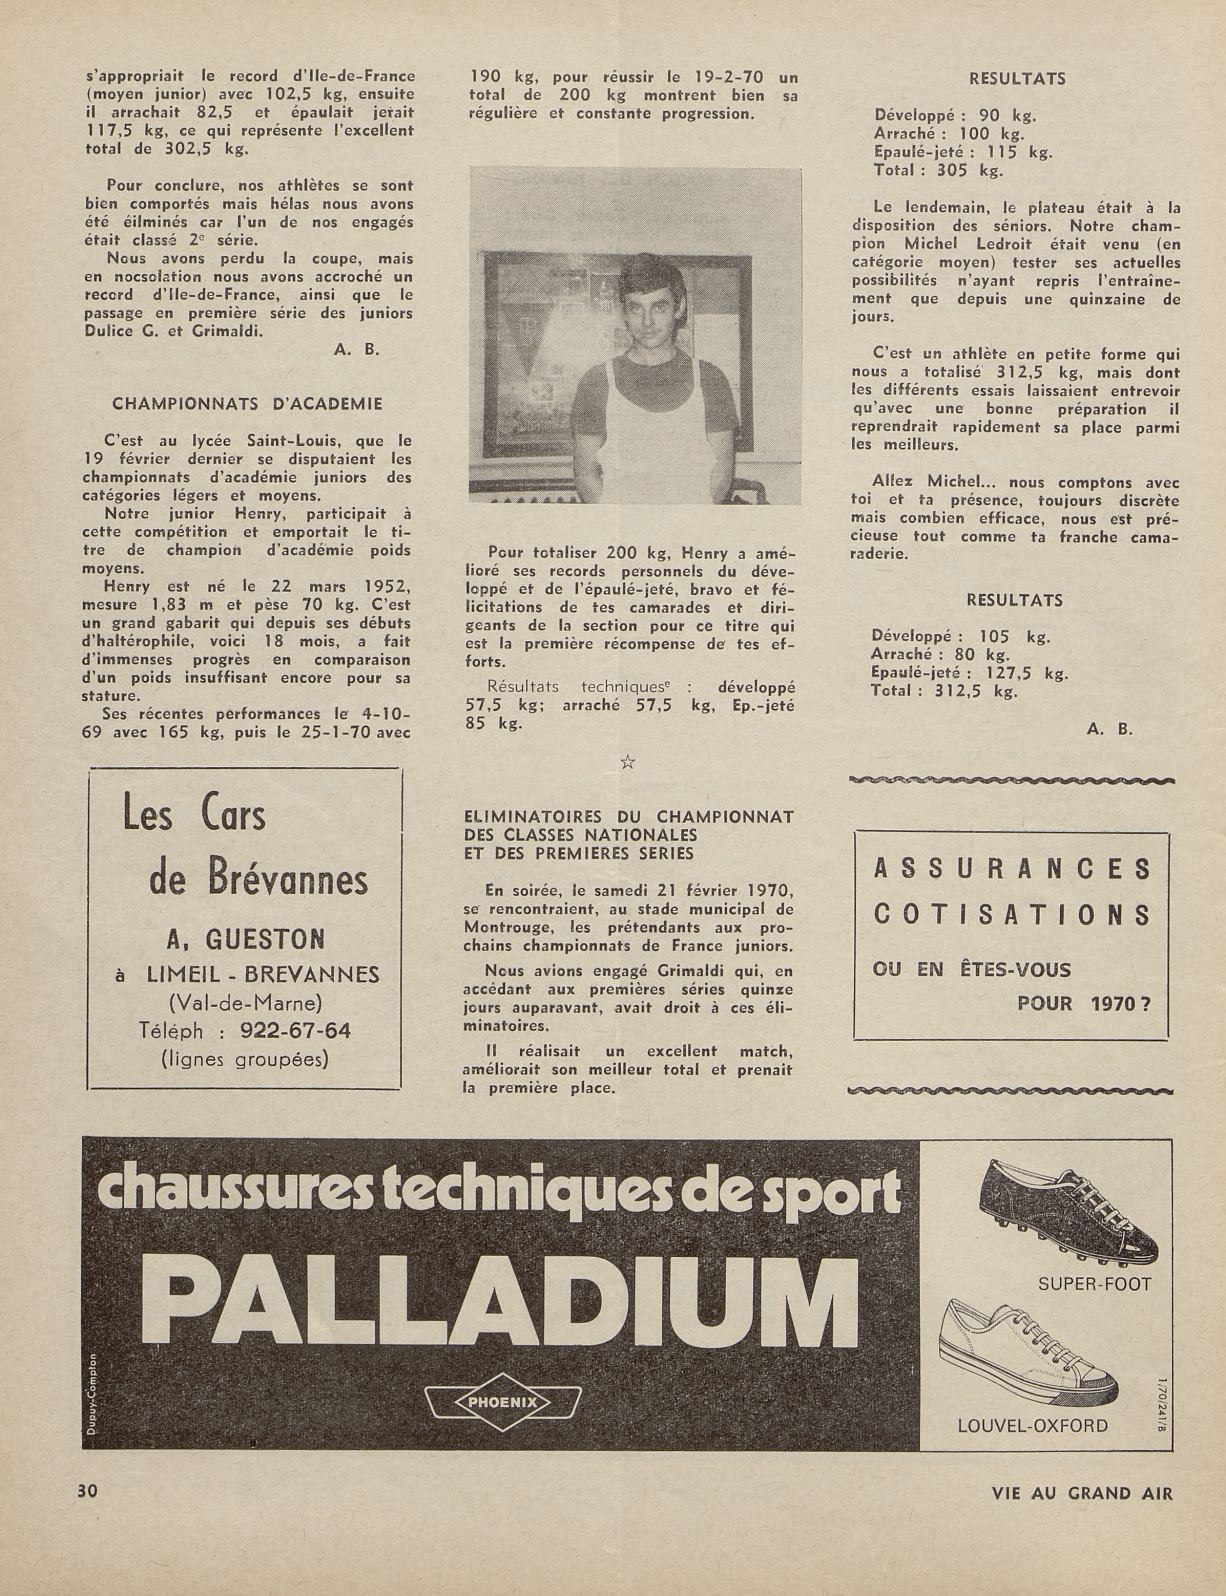 s'appropriait le record d'Ile-de-France
(moyen junior) avec 102,5 kg, ensuite
il arrachait 82,5 et épaulait jetait
117,5 kg, ce qui représente l'excellent
total de 302,5 kg.
Pour conclure, nos athlètes se sont
bien comportés mais hélas nous avons
été éilminés car l'un de nos engagés
était classé 2e série.
Nous avons perdu la coupe, mais
en nocsolation nous avons accroché un
record d'Ile-de-France, ainsi que le
passage en première série des juniors
Dulice G. et Grimaldi.
A. B.
CHAMPIONNATS D'ACADEMIE
C'est au lycée Saint-Louis, que le
19 février dernier se disputaient les
championnats d'académie juniors des
catégories légers et moyens.
Notre junior Henry, participait à
cette compétition et emportait le ti-
tre de champion d'académie poids
moyens.
Henry est né le 22 mars 1952,
mesure 1,83 m et pèse 70 kg. C'est
un grand gabarit qui depuis ses débuts
d'haltérophile, voici 18 mois, a fait
d'immenses progrès en comparaison
d'un poids insuffisant encore pour sa
stature.
Ses récentes performances le 4-10-
69 avec 165 kg, puis le 25-1-70 avec
190 kg, pour réussir le 19-2-70 un
total de 200 kg montrent bien sa
régulière et constante progression.
Pour totaliser 200 kg, Henry a amé-
lioré ses records personnels du déve-
loppé et de l'épaulé-jeté, bravo et fé-
licitations de tes camarades et diri-
geants de la section pour ce titre qui
est la première récompense de tes ef-
forts.
Résultats techniquese : développé
57,5 kg; arraché 57,5 kg, Ep.-jeté
85 kg.
☆
ELIMINATOIRES DU CHAMPIONNAT
DES CLASSES NATIONALES
ET DES PREMIERES SERIES
En soirée, le samedi 21 février 1970,
se rencontraient, au stade municipal de
Montrouge, les prétendants aux pro-
chains championnats de France juniors.
Nous avions engagé Grimaldi qui, en
accédant aux premières séries quinze
jours auparavant, avait droit à ces éli-
minatoires.
Il réalisait un excellent match,
améliorait son meilleur total et prenait
la première place.
RESULTATS
Développé : 90 kg.
Arraché : 100 kg.
Epaulé-jeté : 115 kg.
Total : 305 kg.
Le lendemain, le plateau était à la
disposition des séniors. Notre cham-
pion Michel Ledroit était venu (en
catégorie moyen) tester ses actuelles
possibilités n'ayant repris l'entraîne-
ment que depuis une quinzaine de
jours.
C'est un athlète en petite forme qui
nous a totalisé 312,5 kg, mais dont
les différents essais laissaient entrevoir
qu'avec une bonne préparation il
reprendrait rapidement sa place parmi
les meilleurs.
Allez Michel... nous comptons avec
toi et ta présence, toujours discrète
mais combien efficace, nous est pré-
cieuse tout comme ta franche cama-
raderie.
RESULTATS
Développé : 105 kg.
Arraché : 80 kg.
Epaulé-jeté : 127,5 kg.
Total : 312,5 kg.
A. B.
Les Cars
de Brévannes
A, GUESTON
à LIMEIL - BREVANNES
(Val-de-Marne)
Téléph : 922-67-64
(lignes groupées)
ASSURANCES
COTISATIONS
OU EN ÊTES-VOUS
POUR 1970 ?
chaussures techniques de sport
PALLADIUM
PHOENIX
Dupuy-Compton
SUPER-FOOT
LOUVEL-OXFORD
1/70/241/B
30
VIE AU GRAND AIR